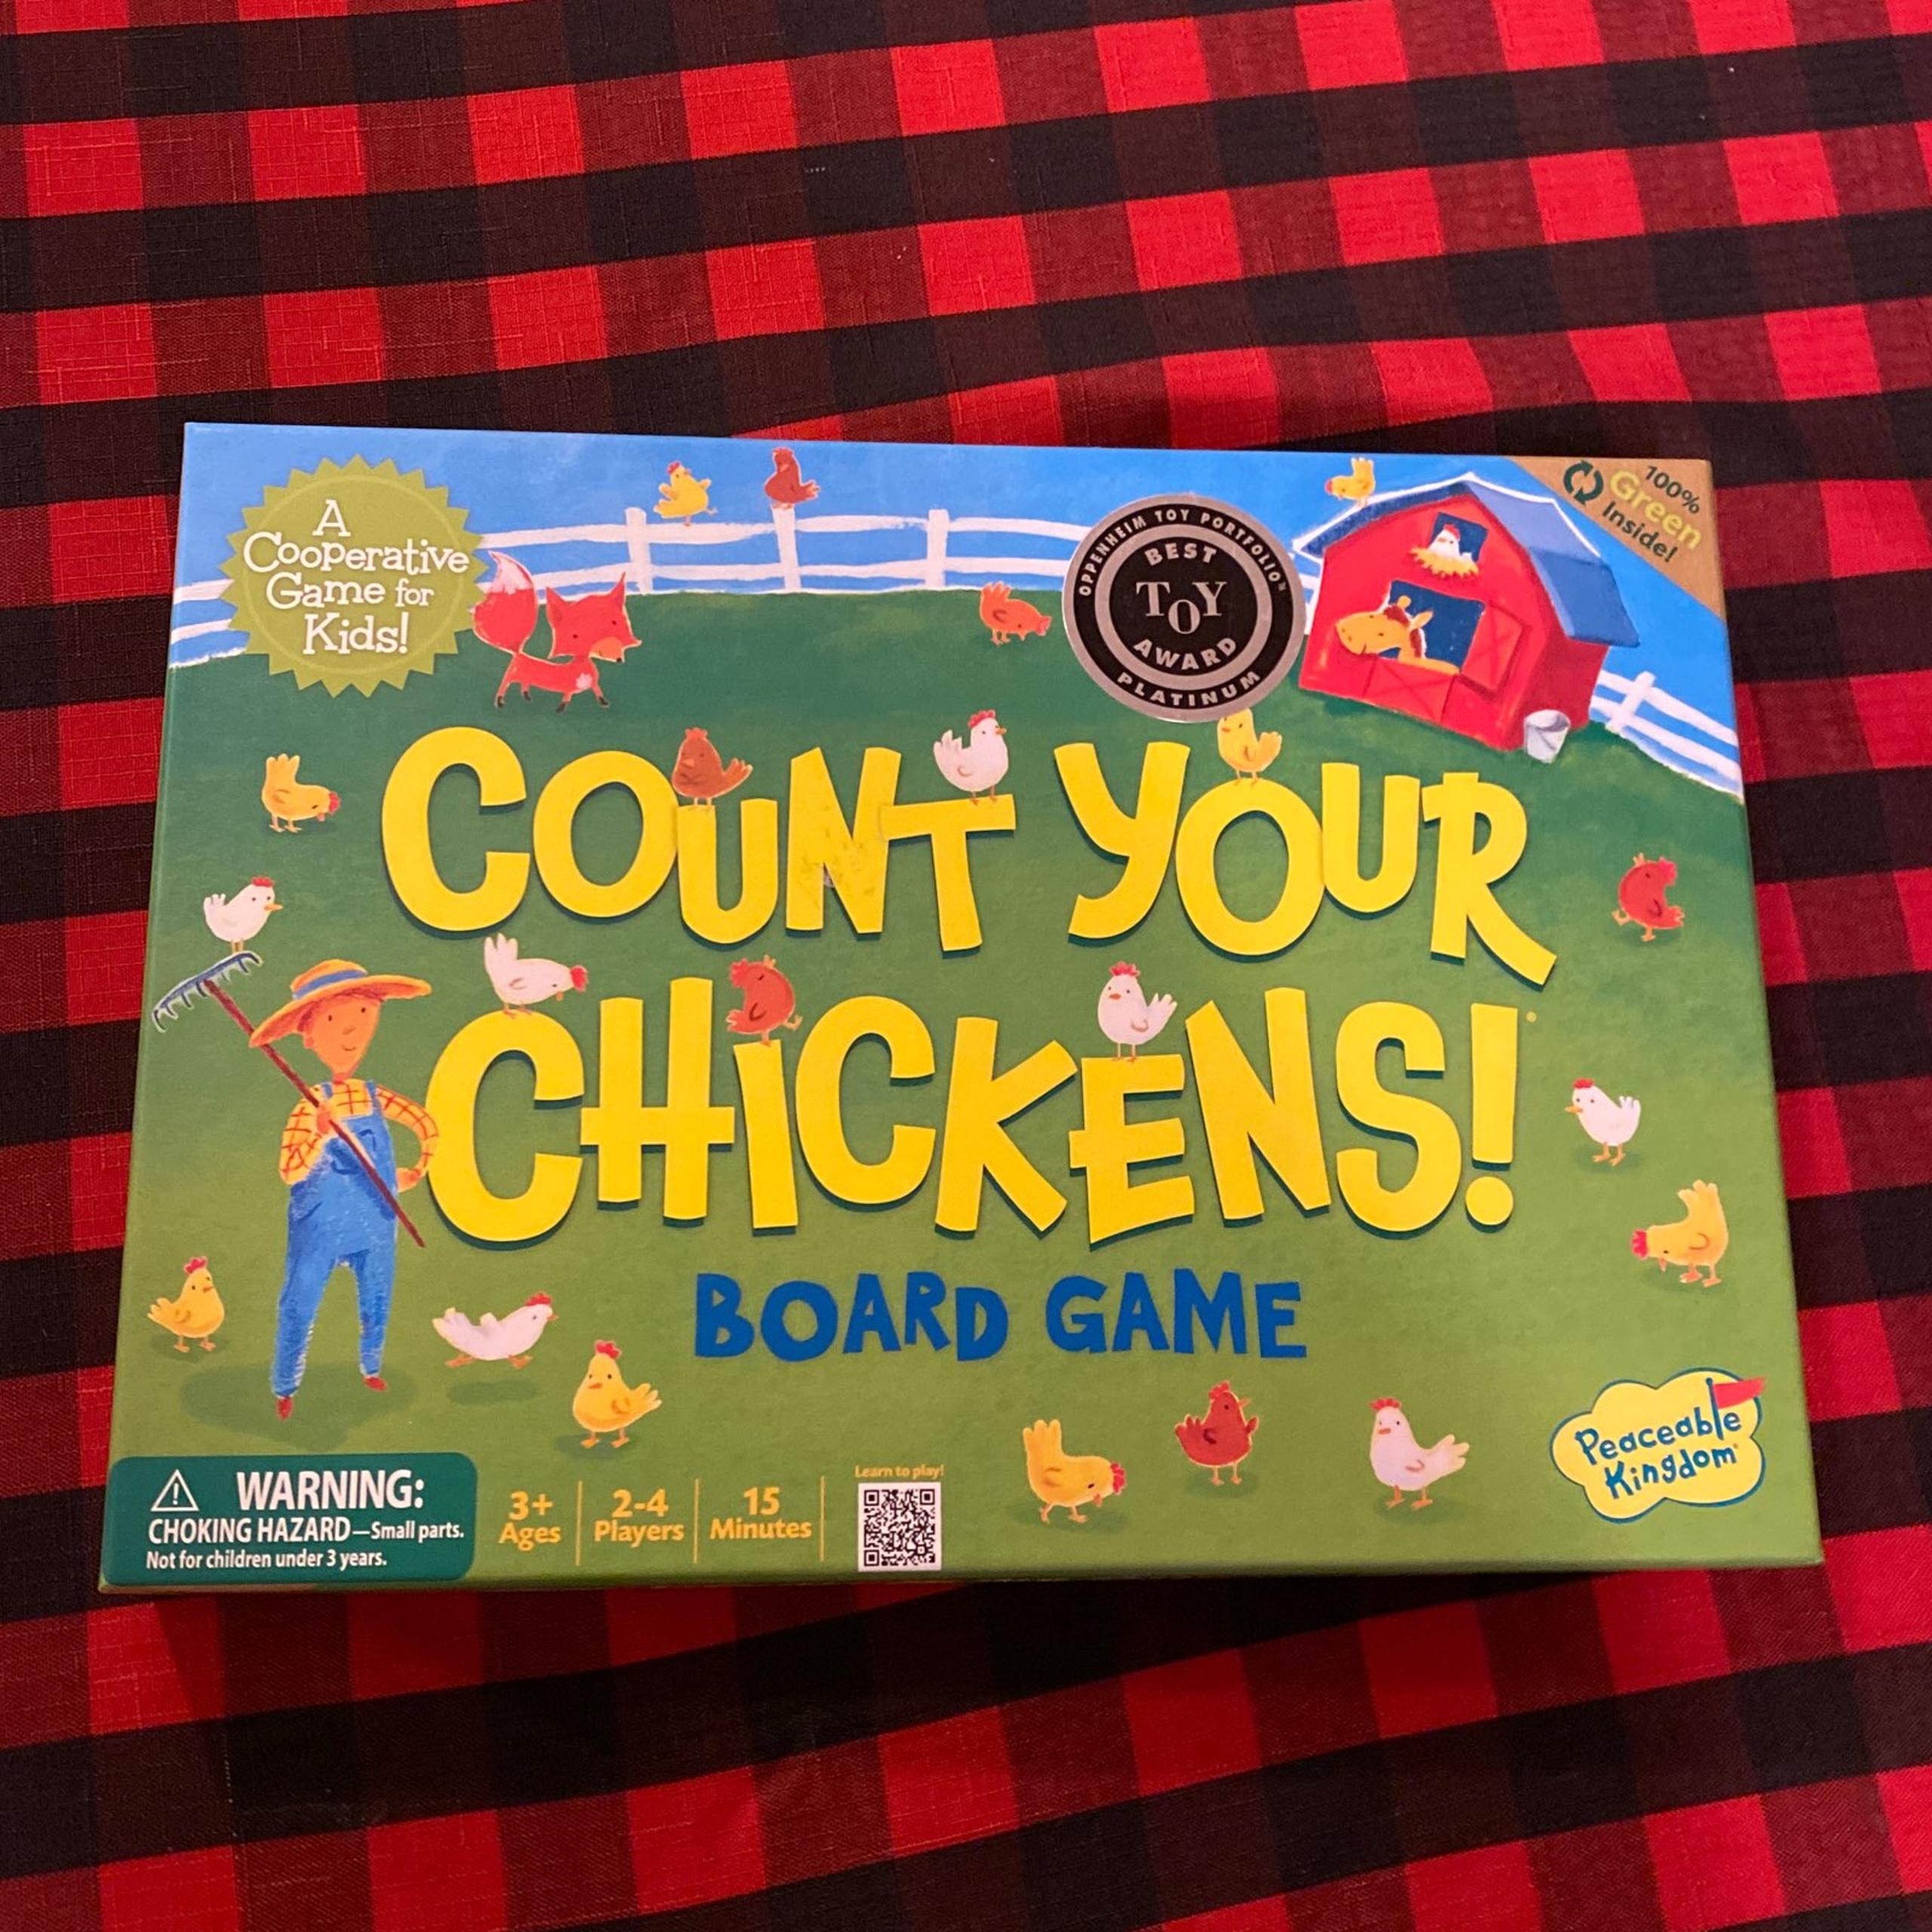 A
Cooperative
Game for
Kids!
OPPENHEIM TOY PORTFOLIO™
BEST
TOY
AWARD
PLATINUM
100%
Green
Inside!
COUNT YOUR
CHICKENS!
BOARD GAME
WARNING:
CHOKING HAZARD—Small parts.
Not for children under 3 years.
3+
Ages
2-4
Players
15
Minutes
Learn to play!
Peaceable
Kingdom®